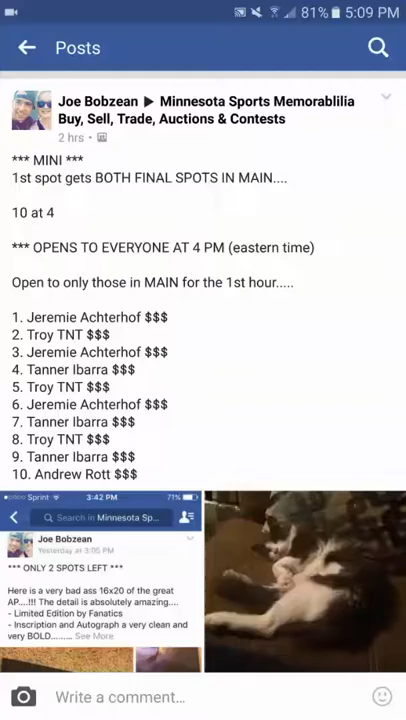 81% 5:09 PM
Posts
Joe Bobzean ▶ Minnesota Sports Memorablilia
Buy, Sell, Trade, Auctions & Contests
2 hrs •
*** MINI ***
1st spot gets BOTH FINAL SPOTS IN MAIN....
10 at 4
*** OPENS TO EVERYONE AT 4 PM (eastern time)
Open to only those in MAIN for the 1st hour.....
1. Jeremie Achterhof $$$
2. Troy TNT $$$
3. Jeremie Achterhof $$$
4. Tanner Ibarra $$$
5. Troy TNT $$$
6. Jeremie Achterhof $$$
7. Tanner Ibarra $$$
8. Troy TNT $$$
9. Tanner Ibarra $$$
10. Andrew Rott $$$
Sprint 3:42 PM 71%
Search in Minnesota Sp...
Joe Bobzean
Yesterday at 3:05 PM
*** ONLY 2 SPOTS LEFT ***
Here is a very bad ass 16x20 of the great
AP....!!! The detail is absolutely amazing....
- Limited Edition by Fanatics
- Inscription and Autograph a very clean and
very BOLD........ See More
Write a comment...